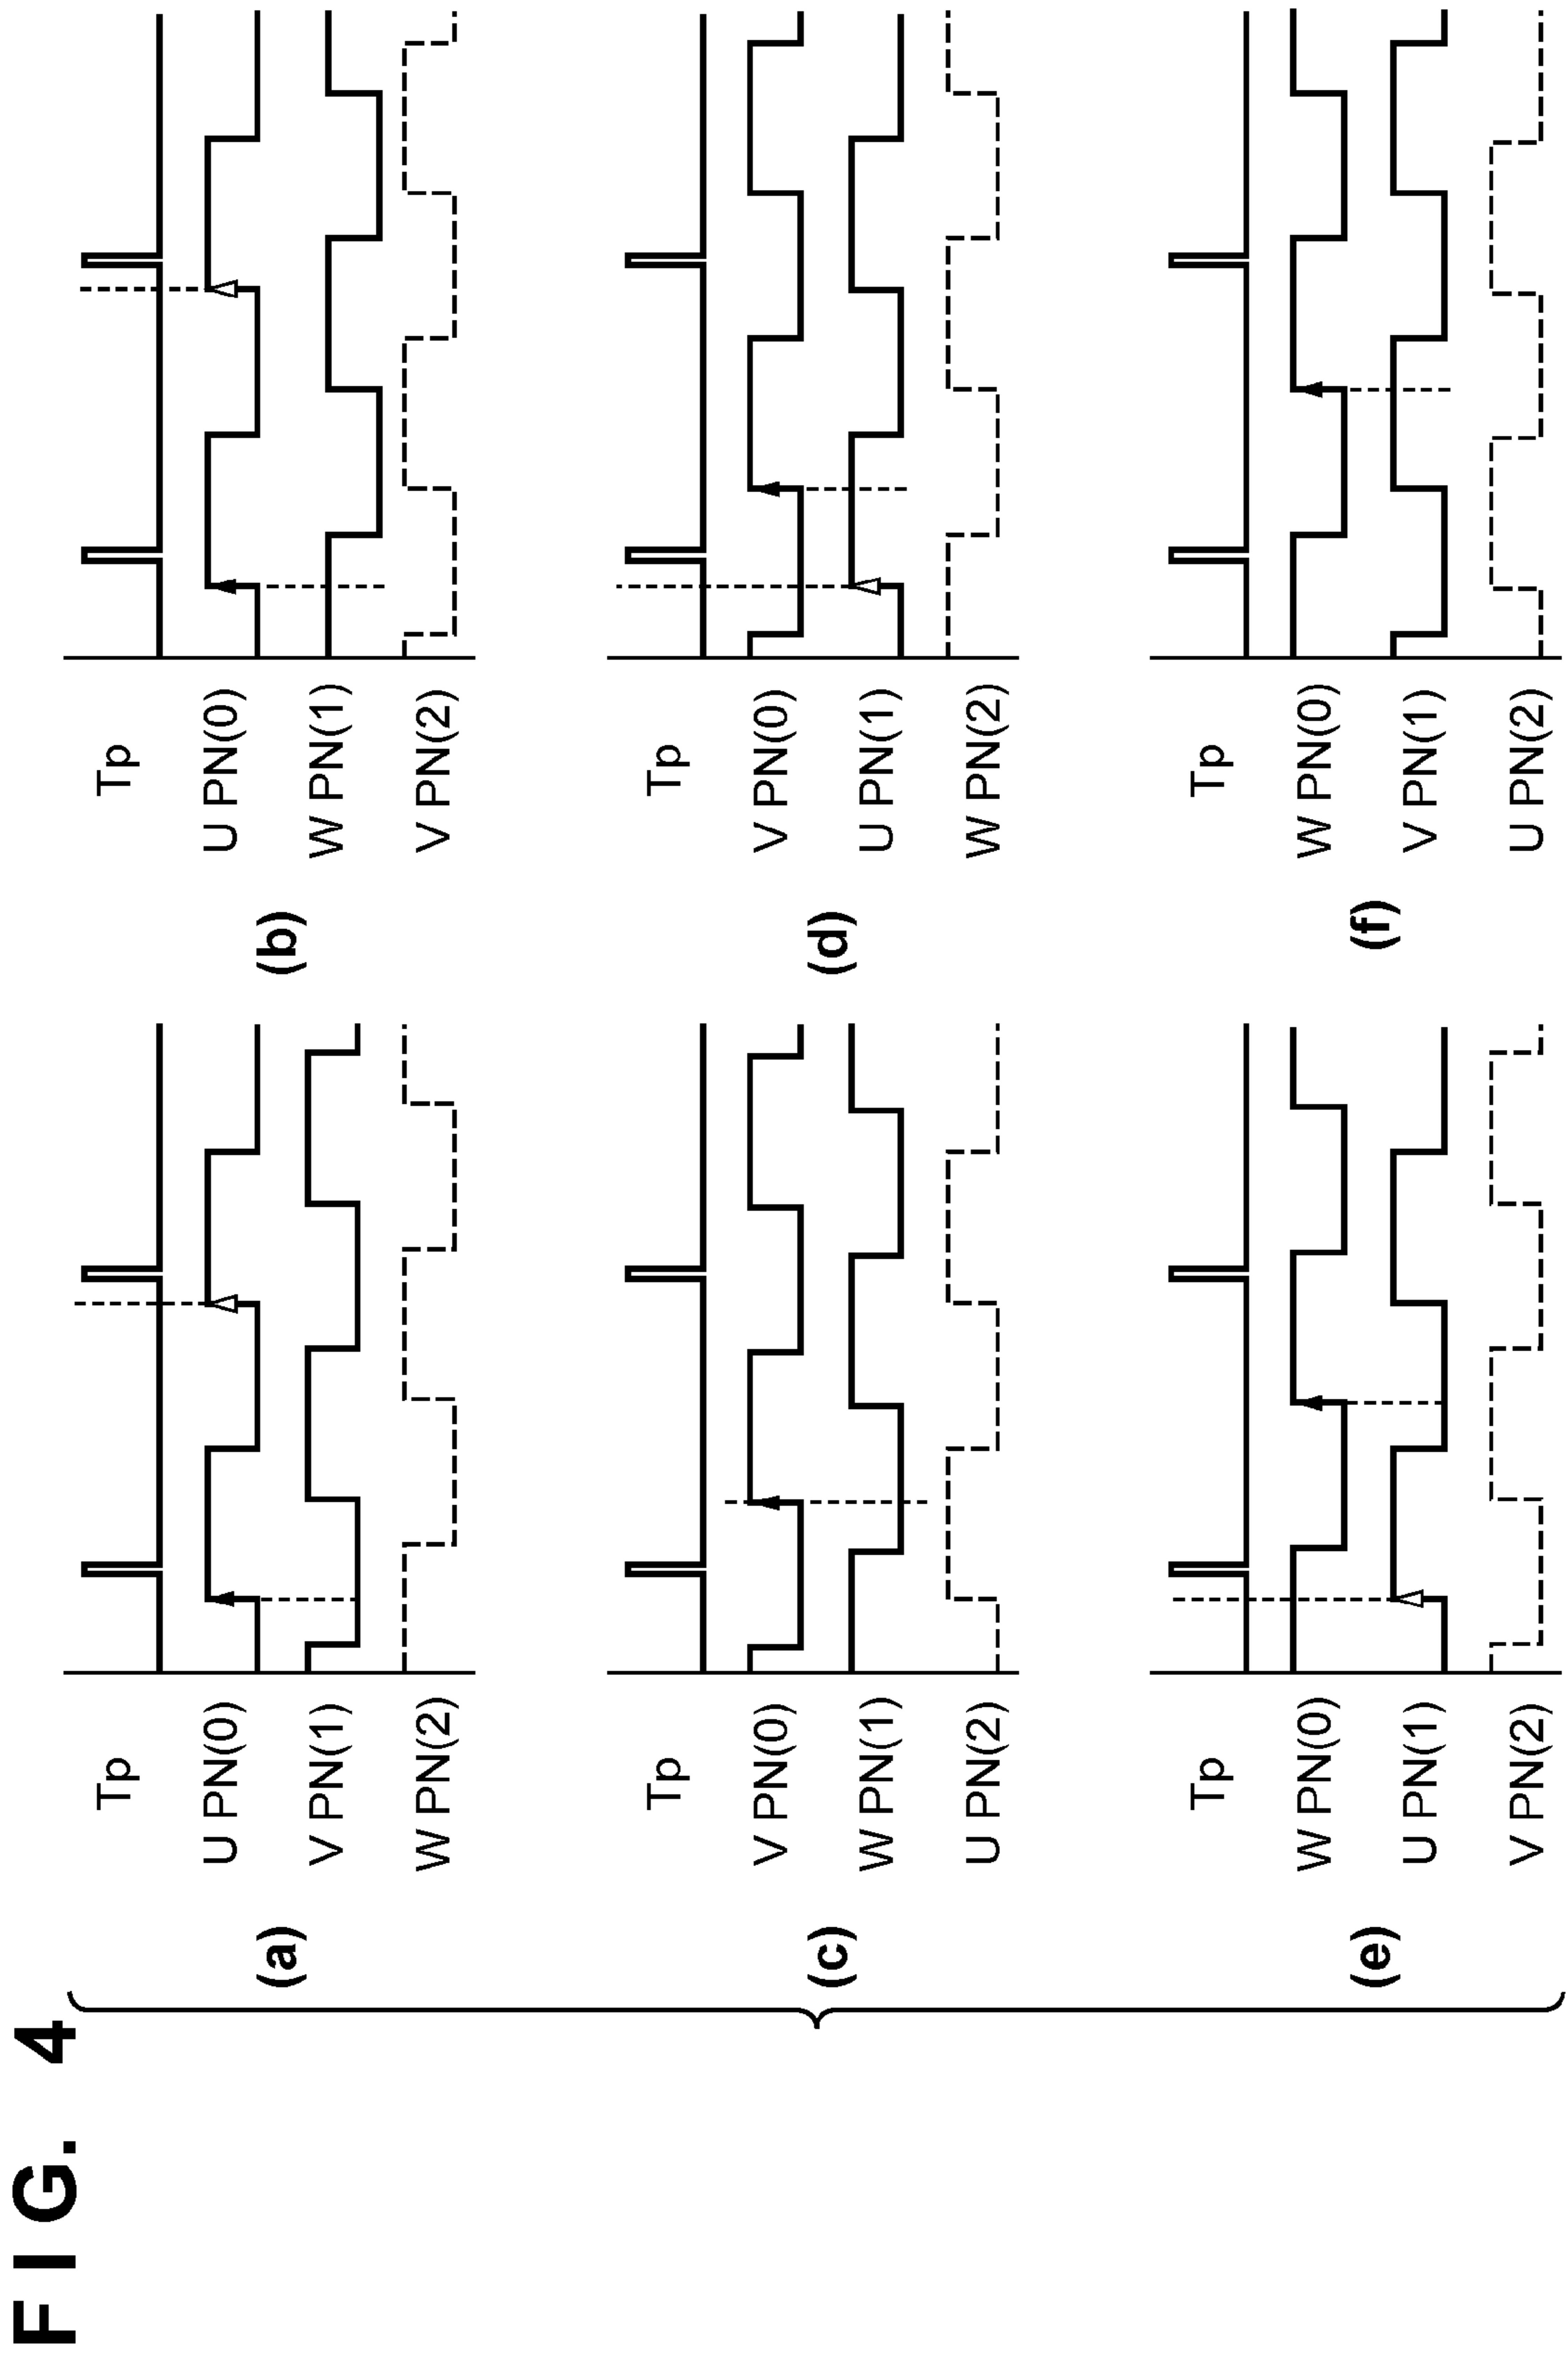 FIG. 4
(a)
Tp
U PN(0)
V PN(1)
W PN(2)
(b)
Tp
U PN(0)
W PN(1)
V PN(2)
(c)
Tp
V PN(0)
W PN(1)
U PN(2)
(d)
Tp
V PN(0)
U PN(1)
W PN(2)
(e)
Tp
W PN(0)
U PN(1)
V PN(2)
(f)
Tp
W PN(0)
V PN(1)
U PN(2)